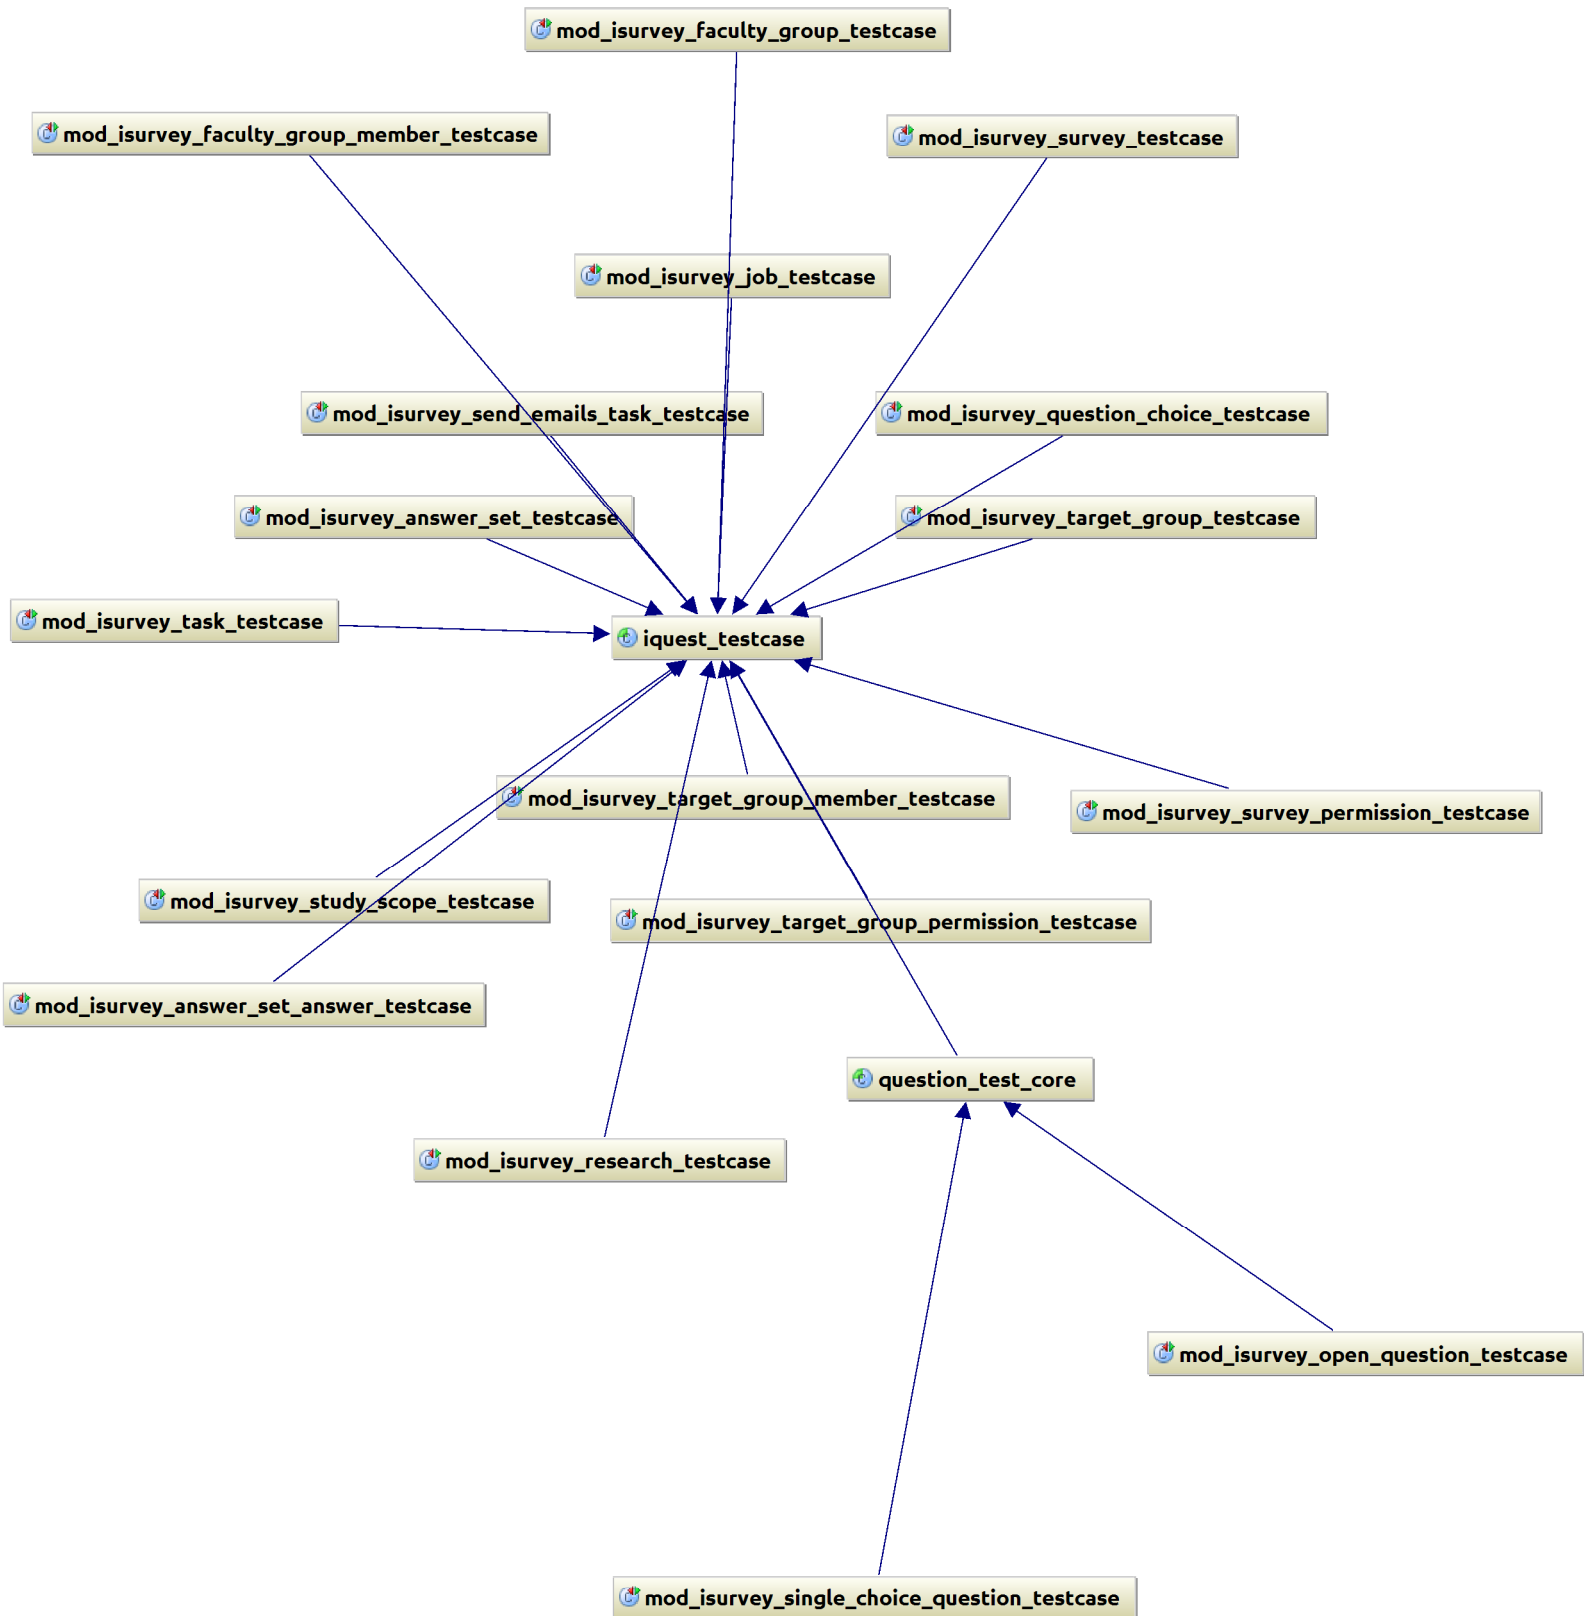 mod_isurvey_faculty_group_testcase
mod_isurvey_faculty_group_member_testcase
mod_isurvey_survey_testcase
mod_isurvey_job_testcase
mod_isurvey_send_emails_task_testcase
mod_isurvey_question_choice_testcase
mod_isurvey_answer_set_testcase
mod_isurvey_target_group_testcase
mod_isurvey_task_testcase
iquest_testcase
mod_isurvey_target_group_member_testcase
mod_isurvey_survey_permission_testcase
mod_isurvey_study_scope_testcase
mod_isurvey_target_group_permission_testcase
mod_isurvey_answer_set_answer_testcase
question_test_core
mod_isurvey_research_testcase
mod_isurvey_open_question_testcase
mod_isurvey_single_choice_question_testcase